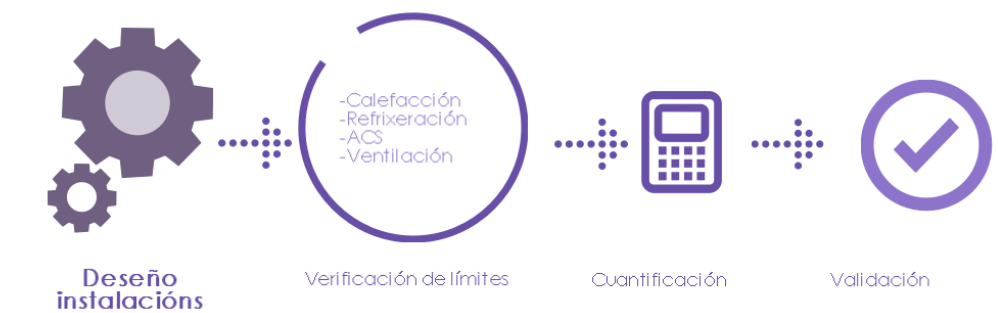 -Calefacción
-Refrixeración
-ACS
-Ventilación
Deseño
instalacións
Verificación de límites
Cuantificación
Validación